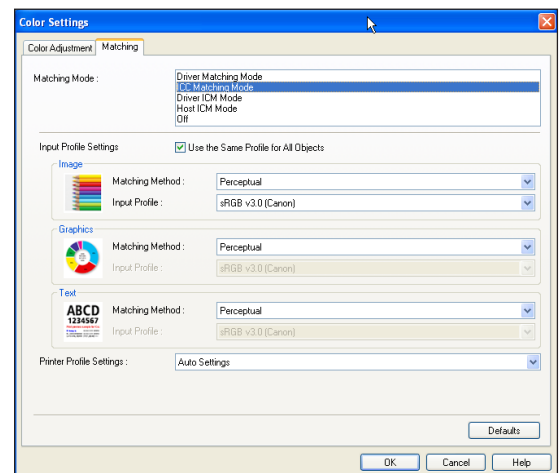 Color Settings
Color Adjustment Matching
Matching Mode : Driver Matching Mode
ICC Matching Mode
Driver ICM Mode
Host ICM Mode
Off
Input Profile Settings Use the Same Profile for All Objects
Image
Matching Method : Perceptual
Input Profile : sRGB v3.0 (Canon)
Graphics
Matching Method : Perceptual
Input Profile : sRGB v3.0 (Canon)
Text
ABCD
1234567
Matching Method : Perceptual
Input Profile : sRGB v3.0 (Canon)
Printer Profile Settings : Auto Settings
Defaults
OK Cancel Help